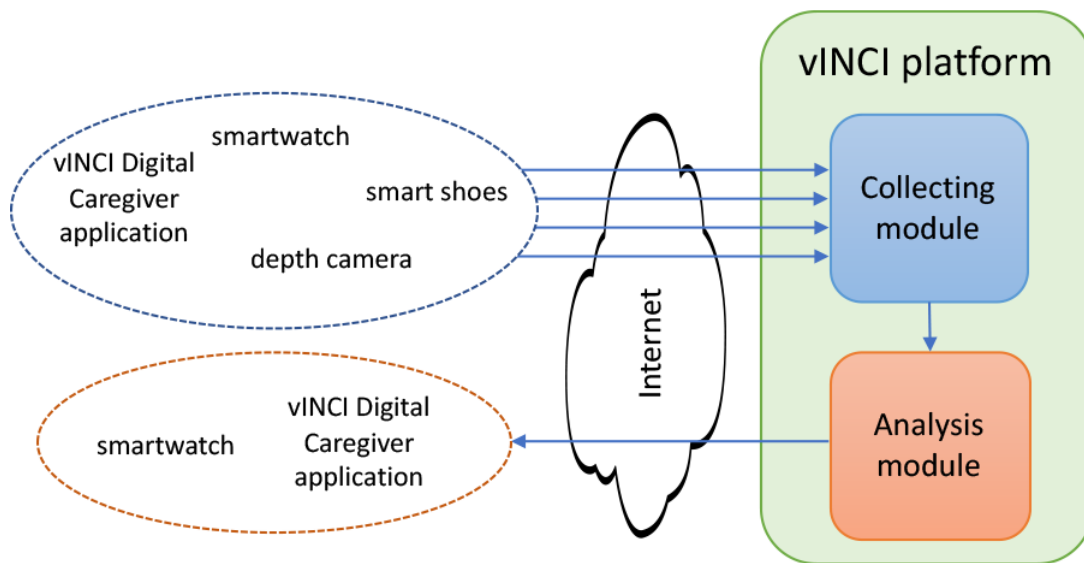 vINCI platform
smartwatch
vINCI Digital
Caregiver
application
smart shoes
depth camera
Collecting
module
Internet
smartwatch
vINCI Digital
Caregiver
application
Analysis
module